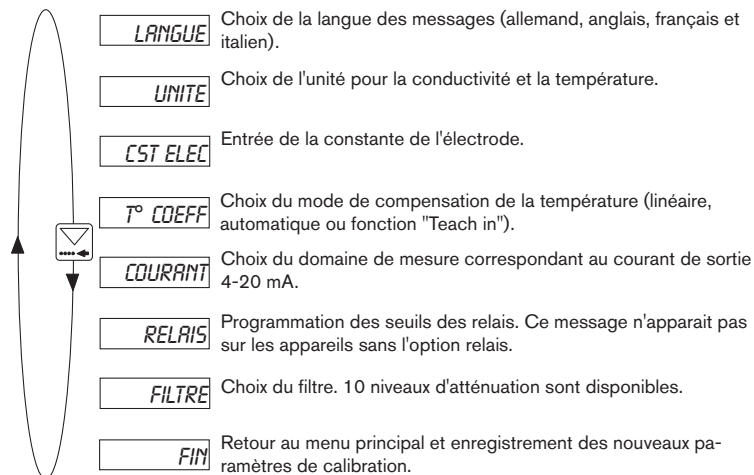 LANGUE
Choix de la langue des messages (allemand, anglais, français et
italien).
UNITE
Choix de l'unité pour la conductivité et la température.
CST ELEC
Entrée de la constante de l'électrode.
T° COEFF
Choix du mode de compensation de la température (linéaire,
automatique ou fonction "Teach in").
COURANT
Choix du domaine de mesure correspondant au courant de sortie
4-20 mA.
RELAIS
Programmation des seuils des relais. Ce message n'apparait pas
sur les appareils sans l'option relais.
FILTRE
Choix du filtre. 10 niveaux d'atténuation sont disponibles.
FIN
Retour au menu principal et enregistrement des nouveaux pa-
ramètres de calibration.